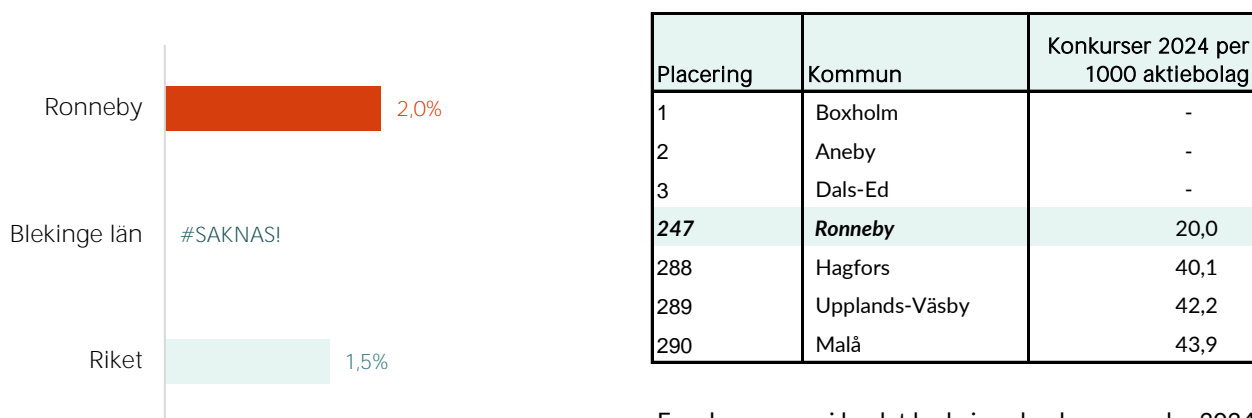 Ronneby 2,0%
Blekinge län #SAKNAS!
Riket 1,5%
Placering Kommun Konkurser 2024 per
1000 aktiebolag
1 Boxholm -
2 Aneby -
3 Dals-Ed -
247 Ronneby 20,0
288 Hagfors 40,1
289 Upplands-Väsby 42,2
290 Malå 43,9